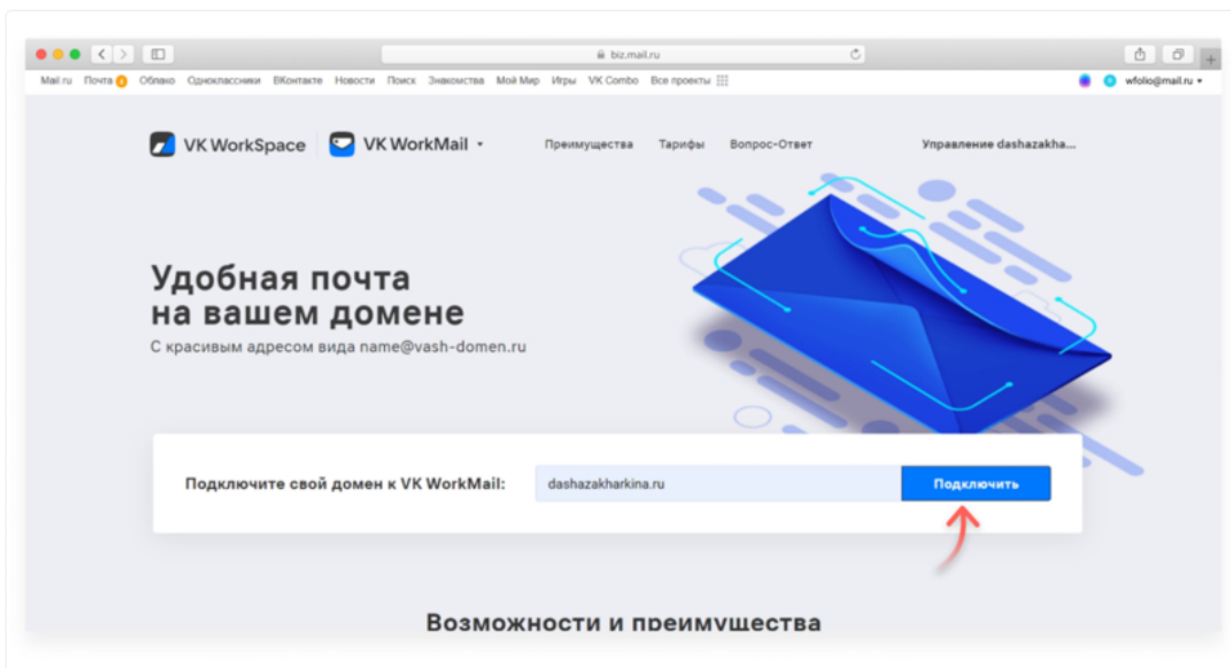 biz.mail.ru
Mail.ru Почта Облако Одноклассники ВКонтакте Новости Поиск Знакомства Мой Мир Игры VK Combo Все проекты wfolio@mail.ru
VK WorkSpace VK WorkMail Преимущества Тарифы Вопрос-Ответ Управление dashazakha...
Удобная почта
на вашем домене
С красивым адресом вида name@vash-domen.ru
Подключите свой домен к VK WorkMail: dashazakharkina.ru Подключить
Возможности и преимущества